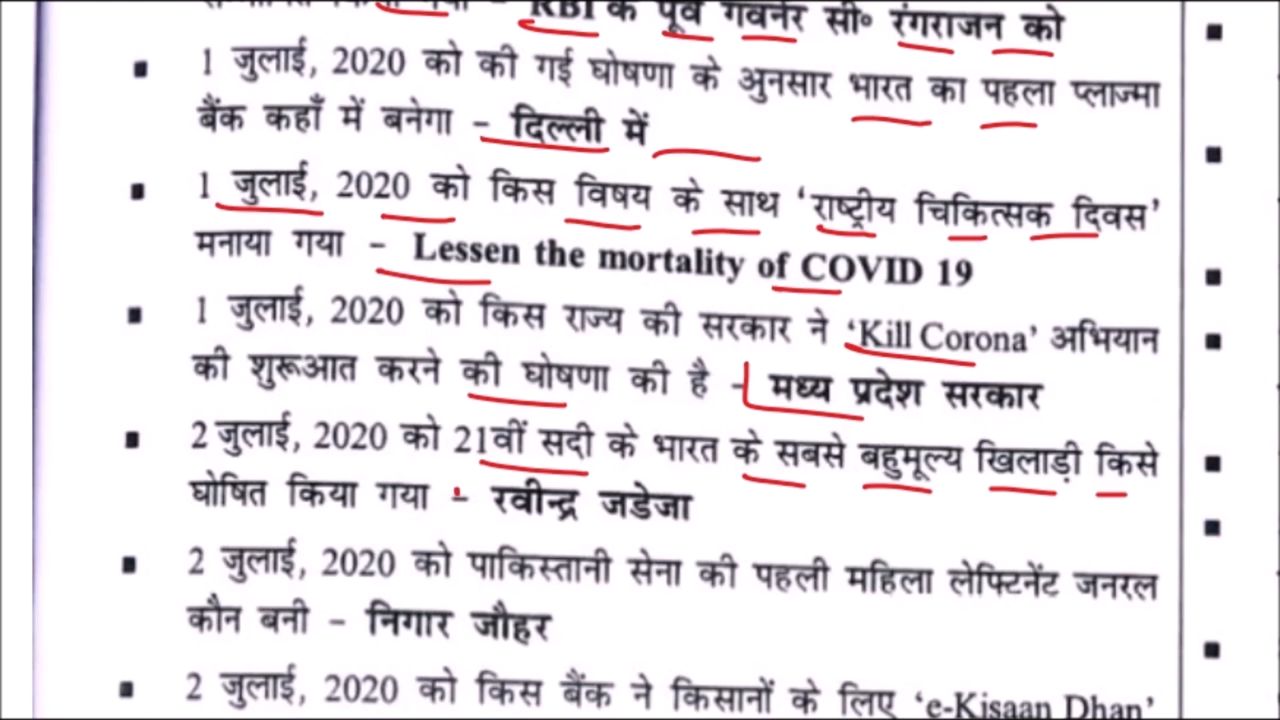 RBI के पूर्व गवर्नर सी० रंगराजन को
1 जुलाई, 2020 को की गई घोषणा के अुनसार भारत का पहला प्लाज्मा
बैंक कहाँ में बनेगा - दिल्ली में
1 जुलाई, 2020 को किस विषय के साथ ‘राष्ट्रीय चिकित्सक दिवस’
मनाया गया - Lessen the mortality of COVID 19
1 जुलाई, 2020 को किस राज्य की सरकार ने ‘Kill Corona’ अभियान
की शुरूआत करने की घोषणा की है - मध्य प्रदेश सरकार
2 जुलाई, 2020 को 21वीं सदी के भारत के सबसे बहुमूल्य खिलाड़ी किसे
घोषित किया गया - रवीन्द्र जडेजा
2 जुलाई, 2020 को पाकिस्तानी सेना की पहली महिला लेफ्टिनेंट जनरल
कौन बनी - निगार जौहर
2 जुलाई, 2020 को किस बैंक ने किसानों के लिए ‘e-Kisaan Dhan’